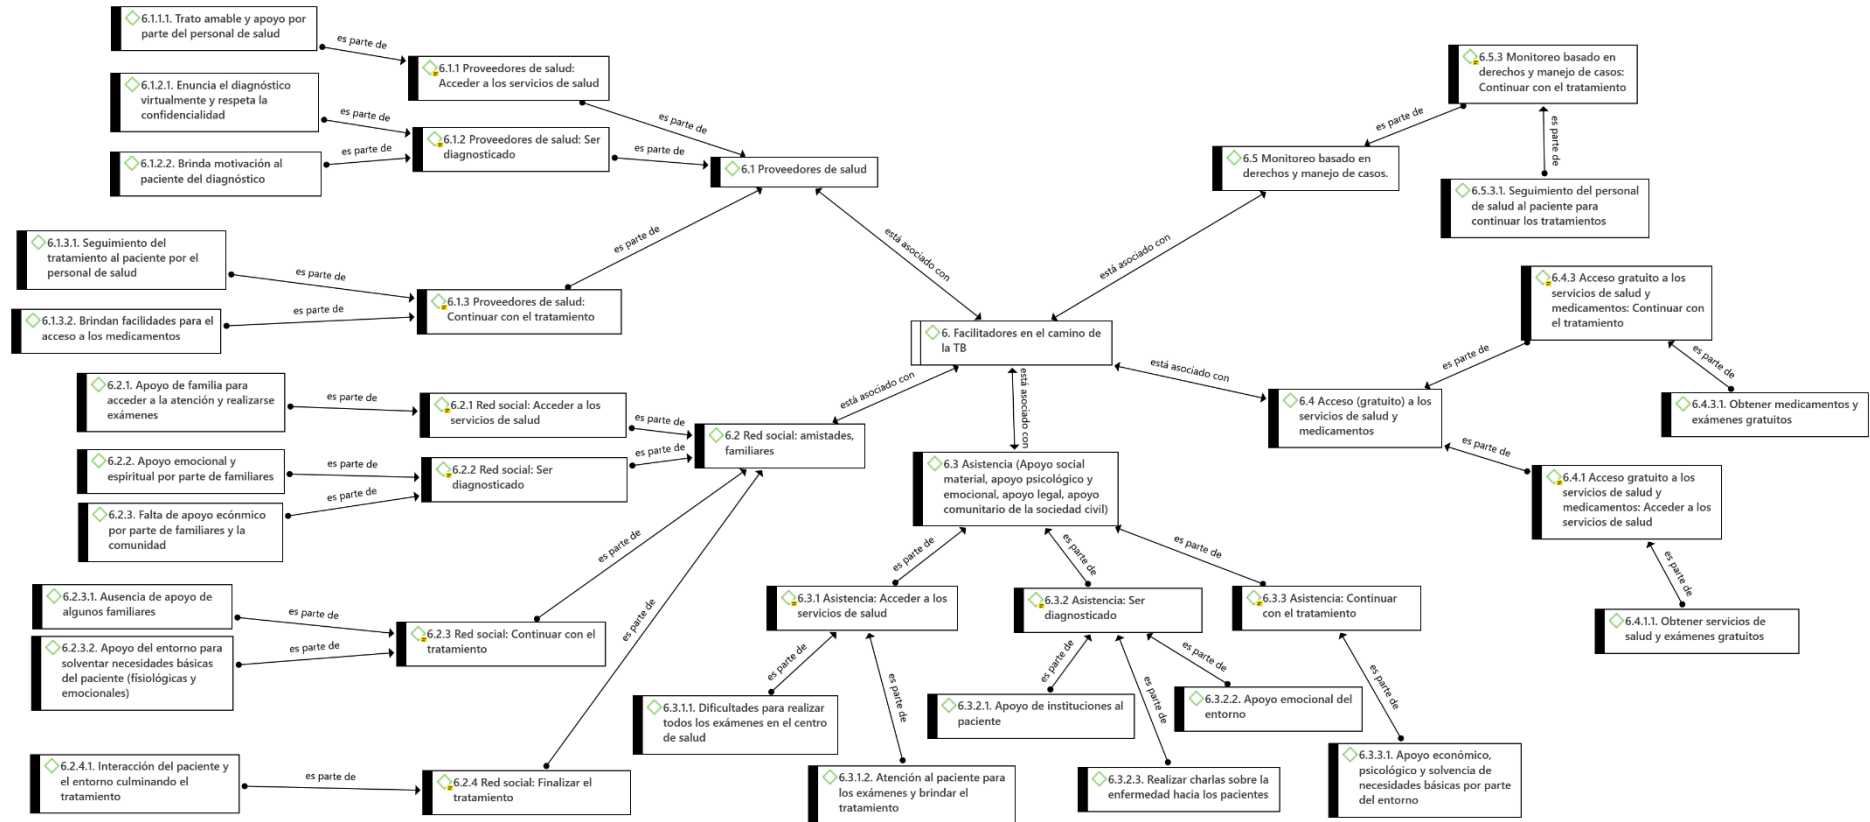 6.1.1.1. Trato amable y apoyo por
parte del personal de salud
es parte de
6.1.1 Proveedores de salud:
Acceder a los servicios de salud
es parte de
6.1.2.1. Enuncia el diagnóstico
virtualmente y respeta la
confidencialidad
es parte de
6.1.2 Proveedores de salud: Ser
diagnosticado
es parte de
6.1.2.2. Brinda motivación al
paciente del diagnóstico
es parte de
6.1 Proveedores de salud
6.1.3.1. Seguimiento del
tratamiento al paciente por el
personal de salud
es parte de
6.1.3.2. Brindan facilidades para el
acceso a los medicamentos
es parte de
6.1.3 Proveedores de salud:
Continuar con el tratamiento
es parte de
está asociado con
6.5.3 Monitoreo basado en
derechos y manejo de casos:
Continuar con el tratamiento
es parte de
es parte de
6.5 Monitoreo basado en
derechos y manejo de casos.
6.5.3.1. Seguimiento del personal
de salud al paciente para
continuar los tratamientos
está asociado con
6. Facilitadores en el camino de
la TB
6.4.3 Acceso gratuito a los
servicios de salud y
medicamentos: Continuar con
el tratamiento
es parte de
es parte de
está asociado con
6.4 Acceso (gratuito) a los
servicios de salud y
medicamentos
6.4.3.1. Obtener medicamentos y
exámenes gratuitos
es parte de
6.4.1 Acceso gratuito a los
servicios de salud y
medicamentos: Acceder a los
servicios de salud
es parte de
6.4.1.1. Obtener servicios de
salud y exámenes gratuitos
6.2.1. Apoyo de familia para
acceder a la atención y realizarse
exámenes
es parte de
6.2.1 Red social: Acceder a los
servicios de salud
es parte de
está asociado con
6.2 Red social: amistades,
familiares
6.2.2. Apoyo emocional y
espiritual por parte de familiares
es parte de
6.2.2 Red social: Ser
diagnosticado
es parte de
6.2.3. Falta de apoyo ecónmico
por parte de familiares y la
comunidad
es parte de
6.2.3.1. Ausencia de apoyo de
algunos familiares
es parte de
6.2.3.2. Apoyo del entorno para
solventar necesidades básicas
del paciente (físiológicas y
emocionales)
es parte de
6.2.3 Red social: Continuar con el
tratamiento
es parte de
6.2.4.1. Interacción del paciente y
el entorno culminando el
tratamiento
es parte de
6.2.4 Red social: Finalizar el
tratamiento
es parte de
está asociado con
6.3 Asistencia (Apoyo social
material, apoyo psicológico y
emocional, apoyo legal, apoyo
comunitario de la sociedad civil)
es parte de
es parte de
es parte de
6.3.1 Asistencia: Acceder a los
servicios de salud
6.3.2 Asistencia: Ser
diagnosticado
6.3.3 Asistencia: Continuar
con el tratamiento
es parte de
es parte de
es parte de
es parte de
es parte de
es parte de
6.3.1.1. Dificultades para realizar
todos los exámenes en el centro
de salud
6.3.2.1. Apoyo de instituciones al
paciente
6.3.2.2. Apoyo emocional del
entorno
6.3.1.2. Atención al paciente para
los exámenes y brindar el
tratamiento
6.3.2.3. Realizar charlas sobre la
enfermedad hacia los pacientes
6.3.3.1. Apoyo económico,
psicológico y solvencia de
necesidades básicas por parte
del entorno